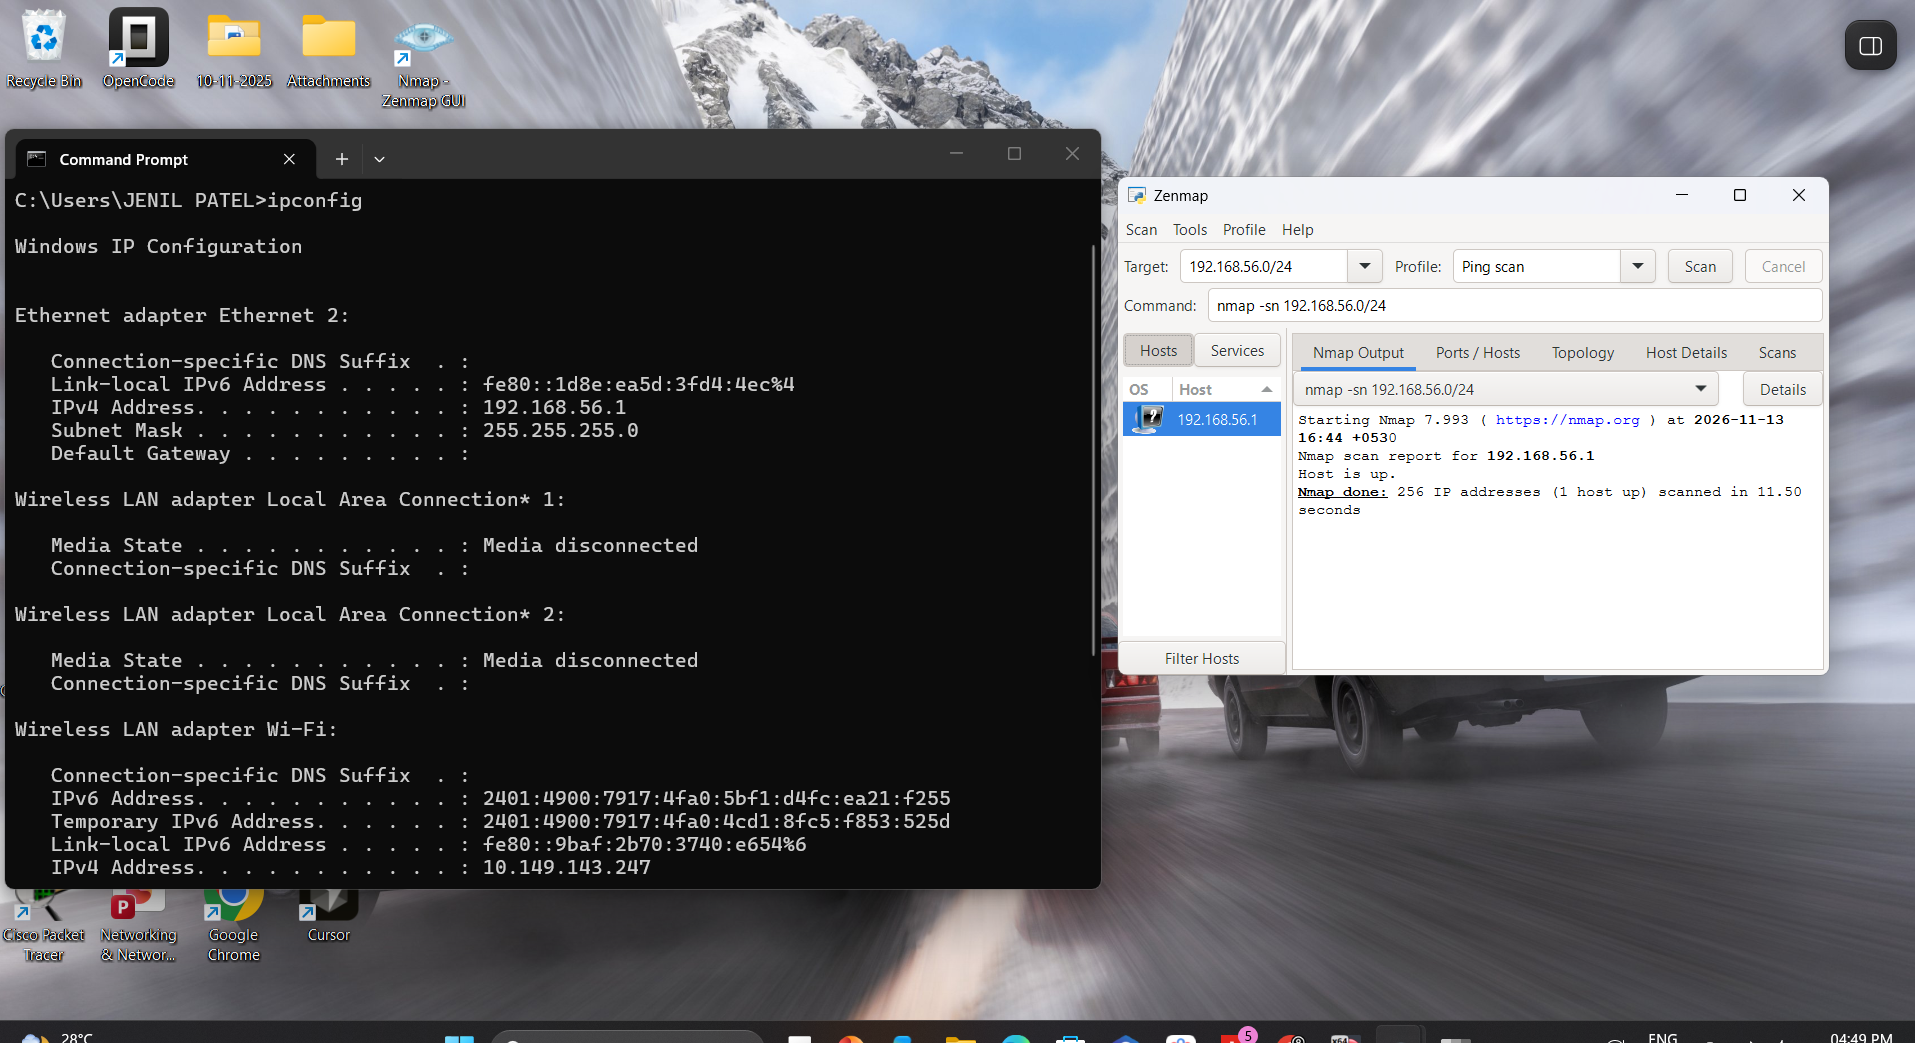 Recycle Bin
OpenCode
10-11-2025
Attachments
Nmap -
Zenmap GUI
Command Prompt
C:\Users\JENIL PATEL>ipconfig
Windows IP Configuration
Ethernet adapter Ethernet 2:
Connection-specific DNS Suffix  . :
Link-local IPv6 Address . . . . . : fe80::1d8e:ea5d:3fd4:4ec%4
IPv4 Address. . . . . . . . . . . : 192.168.56.1
Subnet Mask . . . . . . . . . . . : 255.255.255.0
Default Gateway . . . . . . . . . :
Wireless LAN adapter Local Area Connection* 1:
Media State . . . . . . . . . . . : Media disconnected
Connection-specific DNS Suffix  . :
Wireless LAN adapter Local Area Connection* 2:
Media State . . . . . . . . . . . : Media disconnected
Connection-specific DNS Suffix  . :
Wireless LAN adapter Wi-Fi:
Connection-specific DNS Suffix  . :
IPv6 Address. . . . . . . . . . . : 2401:4900:7917:4fa0:5bf1:d4fc:ea21:f255
Temporary IPv6 Address. . . . . . : 2401:4900:7917:4fa0:4cd1:8fc5:f853:525d
Link-local IPv6 Address . . . . . : fe80::9baf:2b70:3740:e654%6
IPv4 Address. . . . . . . . . . . : 10.149.143.247
Zenmap
Scan Tools Profile Help
Target: 192.168.56.0/24 Profile: Ping scan Scan Cancel
Command: nmap -sn 192.168.56.0/24
Hosts Services
OS Host
192.168.56.1
Filter Hosts
Nmap Output Ports / Hosts Topology Host Details Scans
nmap -sn 192.168.56.0/24 Details
Starting Nmap 7.993 ( https://nmap.org ) at 2026-11-13
16:44 +0530
Nmap scan report for 192.168.56.1
Host is up.
Nmap done: 256 IP addresses (1 host up) scanned in 11.50
seconds
Cisco Packet
Tracer
Networking
& Networ...
Google
Chrome
Cursor
28°C
5
ENG
04:49 PM